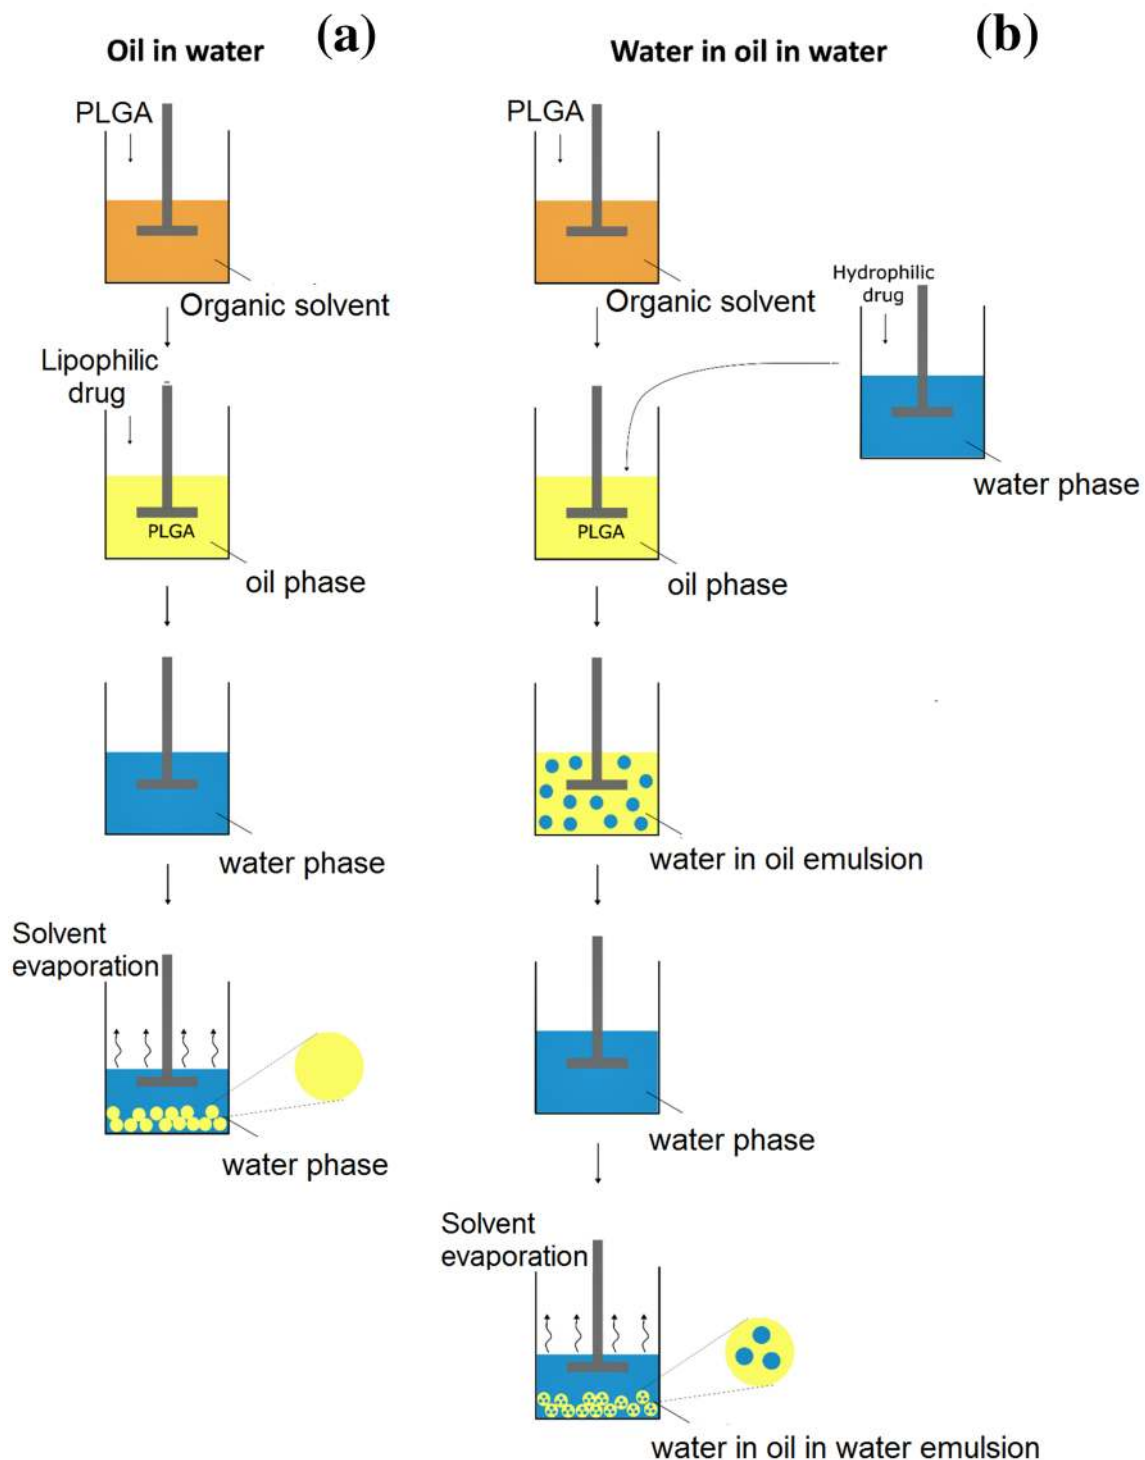 (a)
Oil in water
PLGA
Organic solvent
Lipophilic
drug
PLGA
oil phase
water phase
Solvent
evaporation
water phase
(b)
Water in oil in water
PLGA
Organic solvent
Hydrophilic
drug
water phase
PLGA
oil phase
water in oil emulsion
water phase
Solvent
evaporation
water in oil in water emulsion